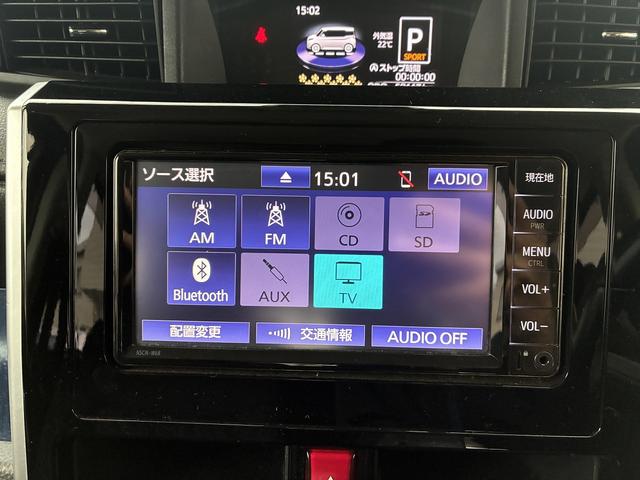 15:02
外気温
22℃
P
SPORT
ストップ時間
00:00:00
ソース選択
15:01
AUDIO
AM
FM
CD
SD
Bluetooth
AUX
TV
配置変更
交通情報
AUDIO OFF
現在地
AUDIO
PWR
MENU
CTRL
VOL+
VOL−
NSCN-W68